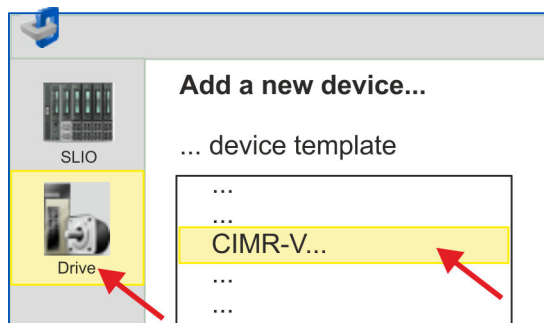 Add a new device...
SLIO
... device template
...
...
CIMR-V...
Drive
...
...